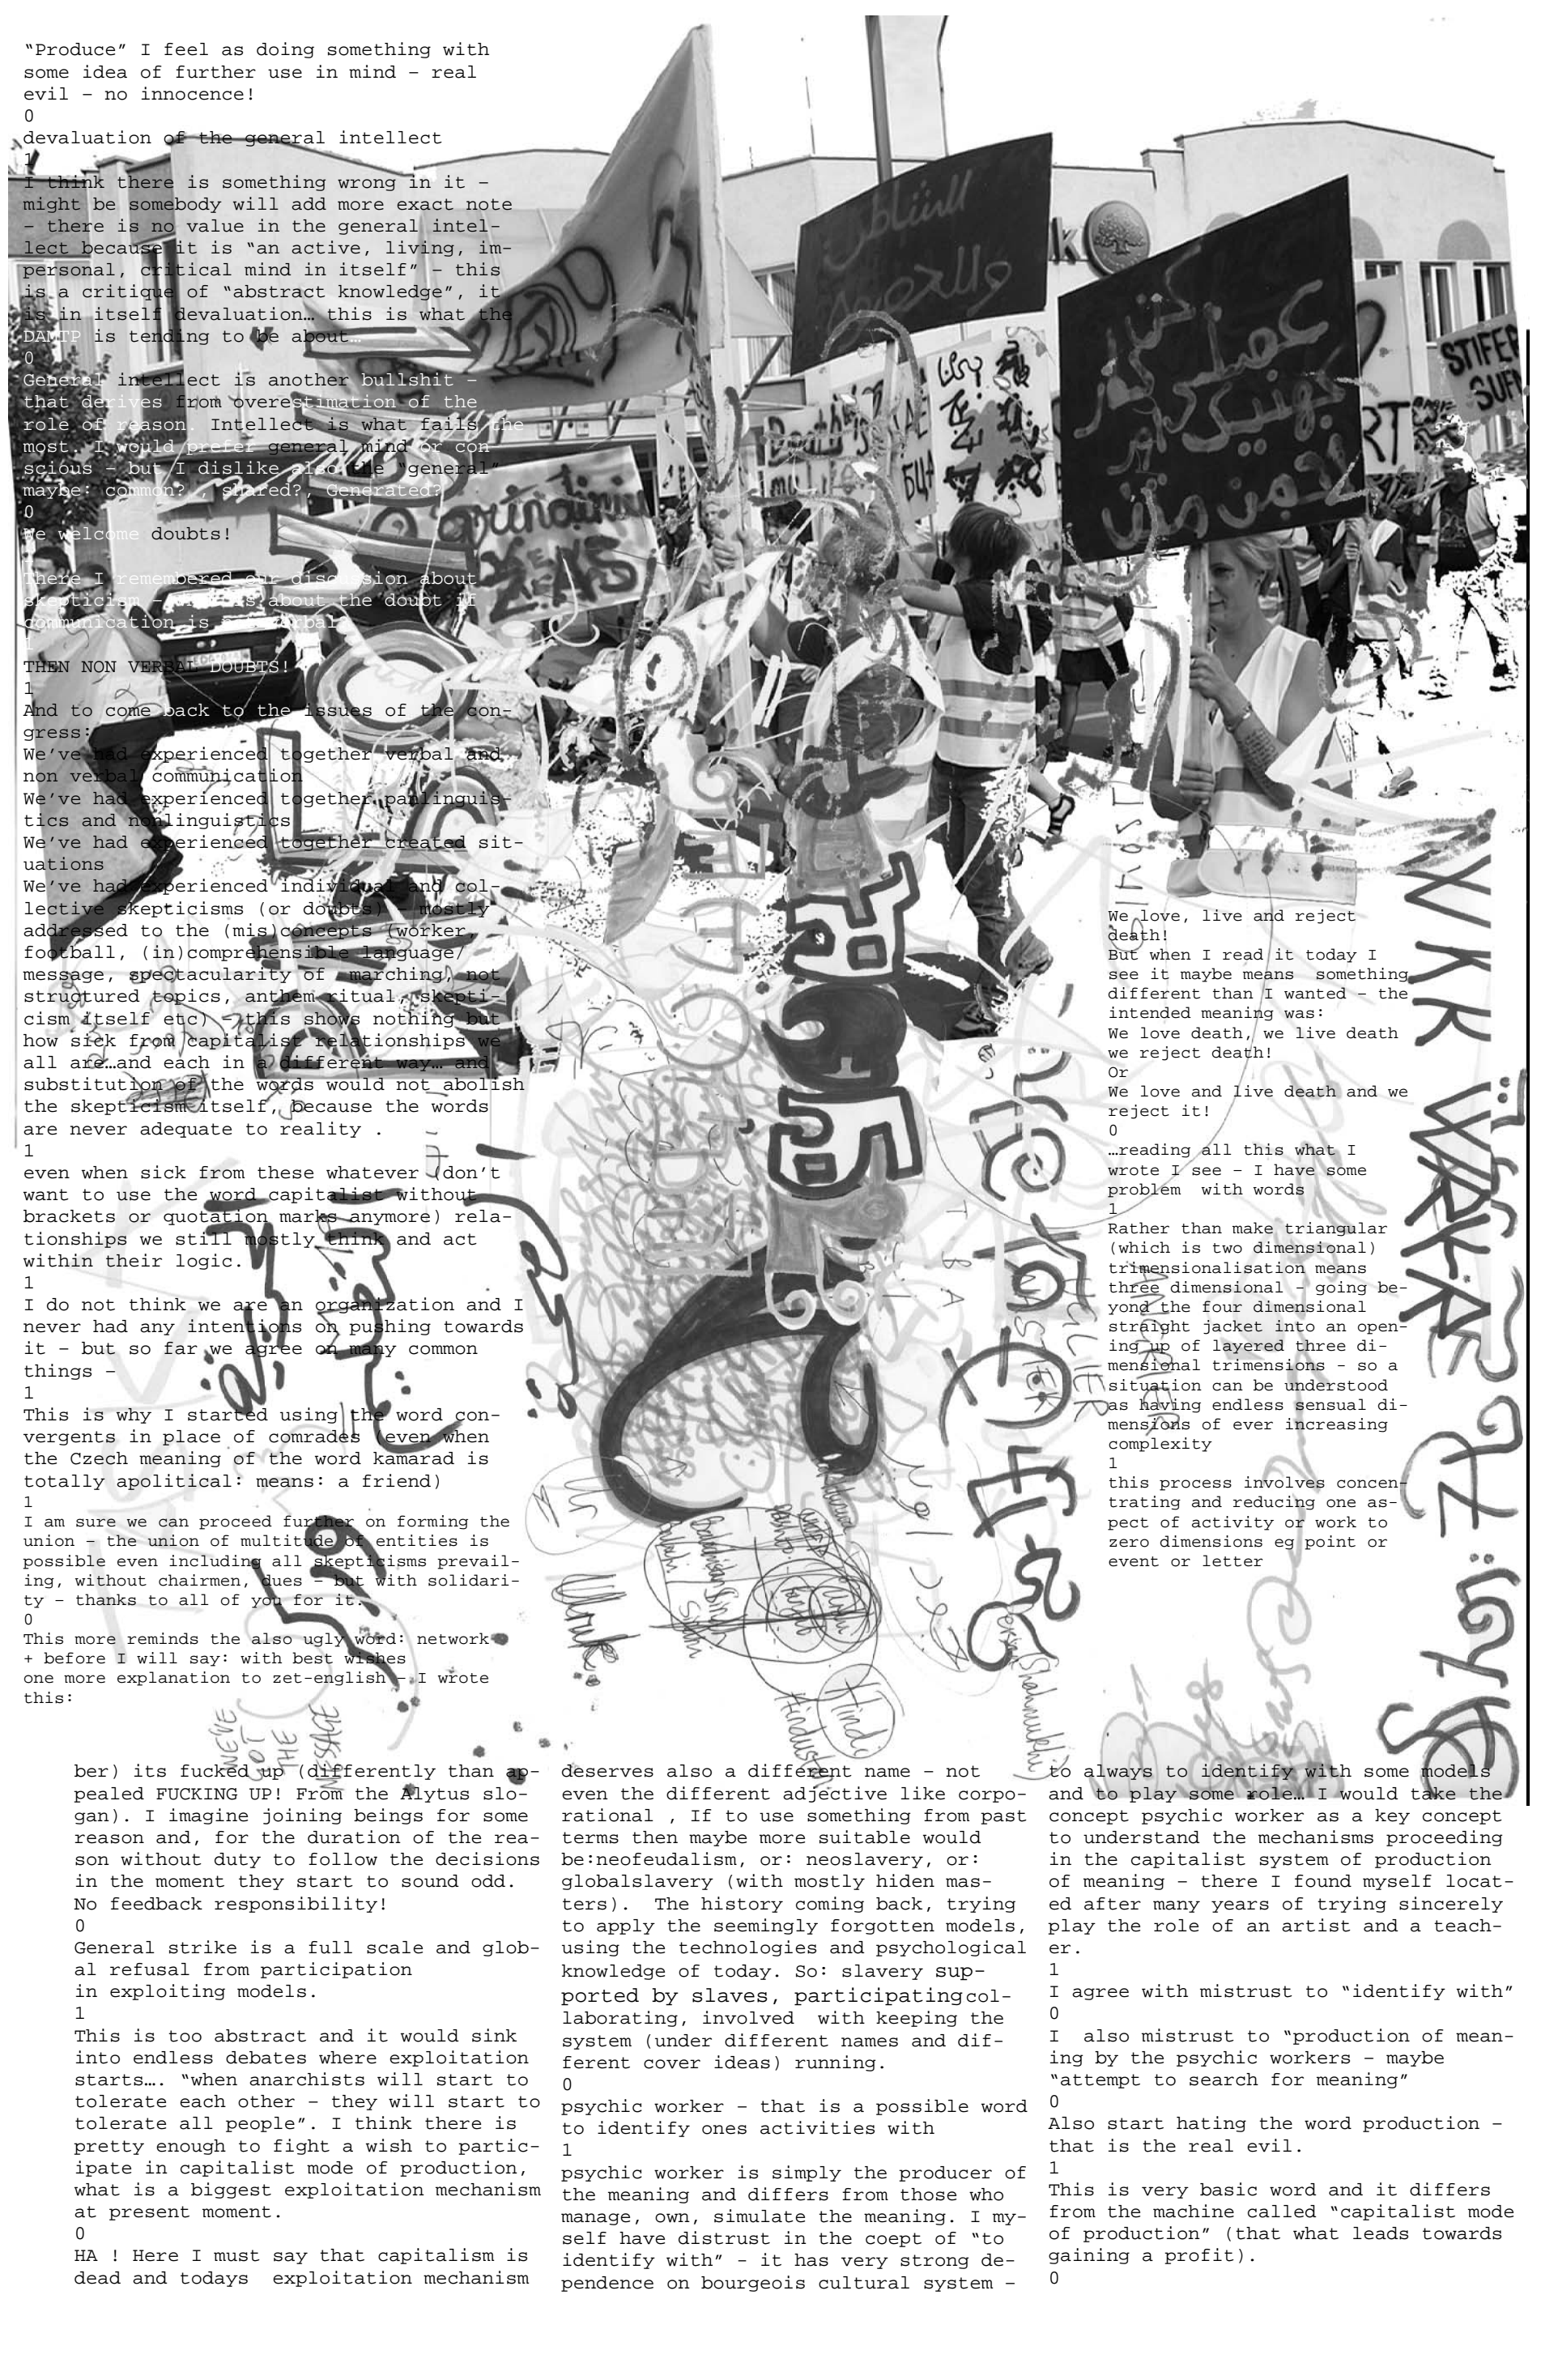 “Produce” I feel as doing something with
some idea of further use in mind – real
evil – no innocence!
0
devaluation of the general intellect
1
I think there is something wrong in it –
might be somebody will add more exact note
– there is no value in the general intel-
lect because it is “an active, living, im-
personal, critical mind in itself” – this
is a critique of “abstract knowledge”, it
is in itself devaluation… this is what the
DAMTP is tending to be about…
0
General intellect is another bullshit –
that derives from overestimation of the
role of reason. Intellect is what fails the
most. I would prefer general mind or con
scious – but I dislike also the “general”
maybe: common? , shared?, Generated?
0
We welcome doubts!
There I remembered our discussion about
skepticism – about the doubt if
communication is
THEN NON VERBAL DOUBTS!
1
And to come back to the issues of the con-
gress:
We’ve had experienced together verbal and
non verbal communication
We’ve had experienced together panlinguis-
tics and nonlinguistics
We’ve had experienced together created sit-
uations
We’ve had experienced individual and col-
lective skepticisms (or doubts) – mostly
addressed to the (mis)concepts (worker,
football, (in)comprehensible language/
message, spectacularity of marching, not
structured topics, anthem ritual, skepti-
cism itself etc) – this shows nothing but
how sick from capitalist relationships we
all are…and each in a different way… and
substitution of the words would not abolish
the skepticism itself, because the words
are never adequate to reality .
1
even when sick from these whatever (don’t
want to use the word capitalist without
brackets or quotation marks anymore) rela-
tionships we still mostly think and act
within their logic.
1
I do not think we are an organization and I
never had any intentions on pushing towards
it – but so far we agree on many common
things –
1
This is why I started using the word con-
vergents in place of comrades (even when
the Czech meaning of the word kamarad is
totally apolitical: means: a friend)
1
I am sure we can proceed further on forming the
union – the union of multitude of entities is
possible even including all skepticisms prevail-
ing, without chairmen, dues – but with solidari-
ty – thanks to all of you for it.
0
This more reminds the also ugly word: network
+ before I will say: with best wishes
one more explanation to zet-english – I wrote
this:
We love, live and reject
death!
But when I read it today I
see it maybe means something
different than I wanted – the
intended meaning was:
We love death, we live death
we reject death!
Or
We love and live death and we
reject it!
0
…reading all this what I
wrote I see – I have some
problem with words
1
Rather than make triangular
(which is two dimensional)
trimensionalisation means
three dimensional – going be-
yond the four dimensional
straight jacket into an open-
ing up of layered three di-
mensional trimensions - so a
situation can be understood
as having endless sensual di-
mensions of ever increasing
complexity
1
this process involves concen-
trating and reducing one as-
pect of activity or work to
zero dimensions eg point or
event or letter
STIFER
SUFN
WE'VE
GOT
THE
MESSAGE
Ulrike
Hindi
Hindustani
Shahmukhi
ATELIER
ber) its fucked up (differently than ap-
pealed FUCKING UP! From the Alytus slo-
gan). I imagine joining beings for some
reason and, for the duration of the rea-
son without duty to follow the decisions
in the moment they start to sound odd.
No feedback responsibility!
0
General strike is a full scale and glob-
al refusal from participation
in exploiting models.
1
This is too abstract and it would sink
into endless debates where exploitation
starts…. “when anarchists will start to
tolerate each other – they will start to
tolerate all people”. I think there is
pretty enough to fight a wish to partic-
ipate in capitalist mode of production,
what is a biggest exploitation mechanism
at present moment.
0
HA ! Here I must say that capitalism is
dead and todays exploitation mechanism
deserves also a different name – not
even the different adjective like corpo-
rational , If to use something from past
terms then maybe more suitable would
be:neofeudalism, or: neoslavery, or:
globalslavery (with mostly hiden mas-
ters). The history coming back, trying
to apply the seemingly forgotten models,
using the technologies and psychological
knowledge of today. So: slavery sup-
ported by slaves, participatingcol-
laborating, involved with keeping the
system (under different names and dif-
ferent cover ideas) running.
0
psychic worker – that is a possible word
to identify ones activities with
1
psychic worker is simply the producer of
the meaning and differs from those who
manage, own, simulate the meaning. I my-
self have distrust in the coept of “to
identify with” – it has very strong de-
pendence on bourgeois cultural system –
to always to identify with some models
and to play some role… I would take the
concept psychic worker as a key concept
to understand the mechanisms proceeding
in the capitalist system of production
of meaning – there I found myself locat-
ed after many years of trying sincerely
play the role of an artist and a teach-
er.
1
I agree with mistrust to “identify with”
0
I also mistrust to “production of mean-
ing by the psychic workers – maybe
“attempt to search for meaning”
0
Also start hating the word production –
that is the real evil.
1
This is very basic word and it differs
from the machine called “capitalist mode
of production” (that what leads towards
gaining a profit).
0